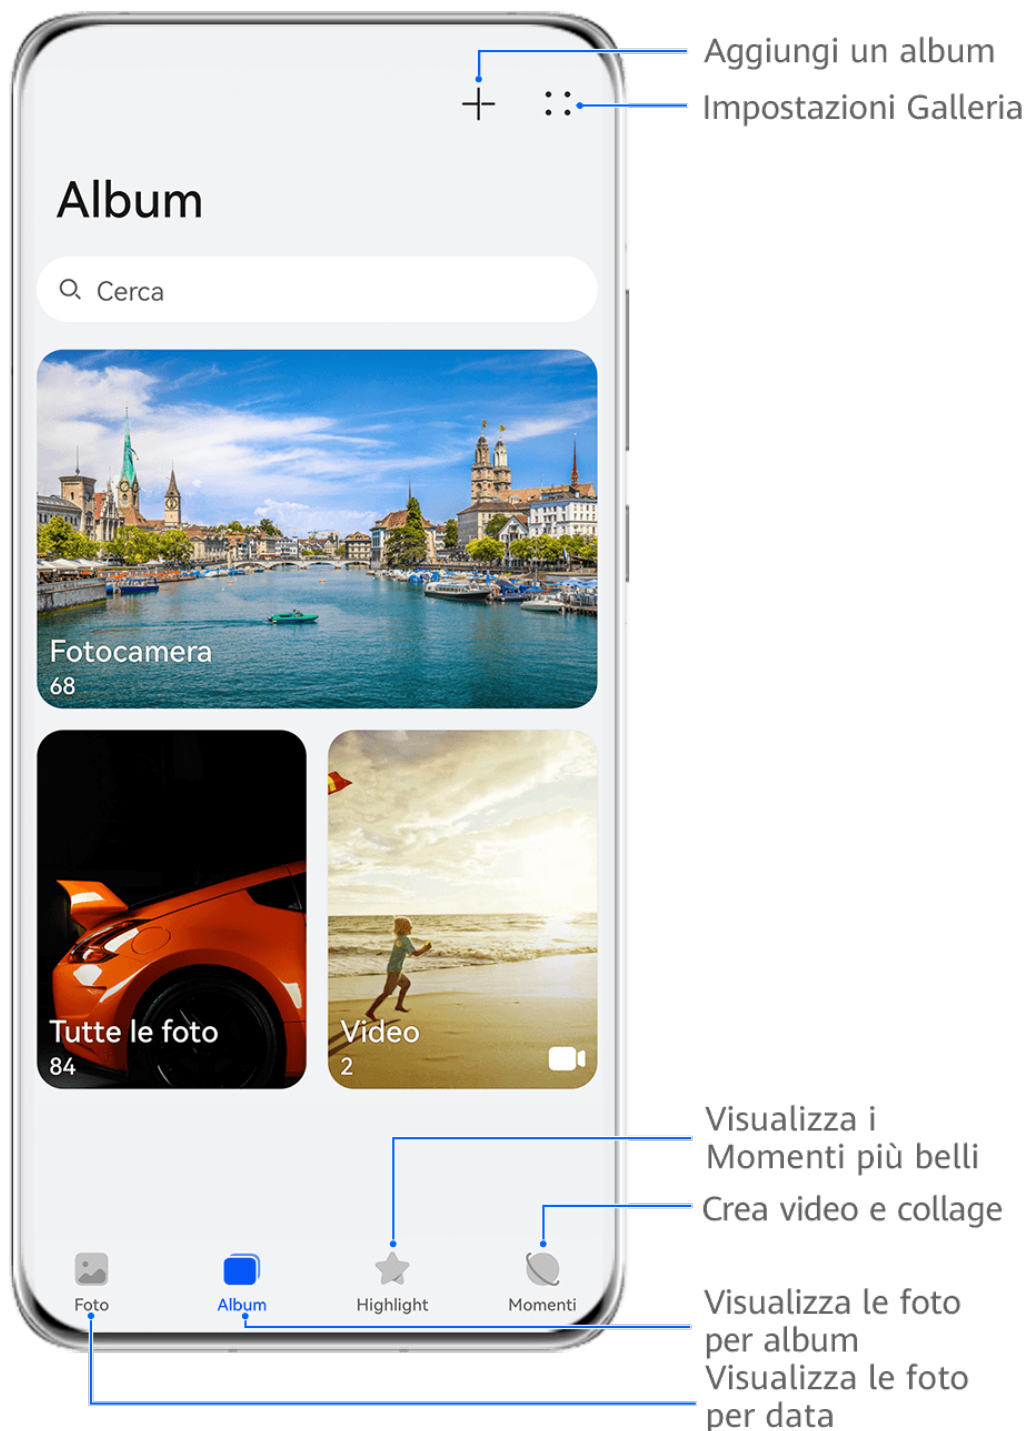 Aggiungi un album
Impostazioni Galleria
Album
Cerca
Fotocamera
68
Tutte le foto
84
Video
2
Visualizza i
Momenti più belli
Crea video e collage
Foto
Album
Highlight
Momenti
Visualizza le foto
per album
Visualizza le foto
per data